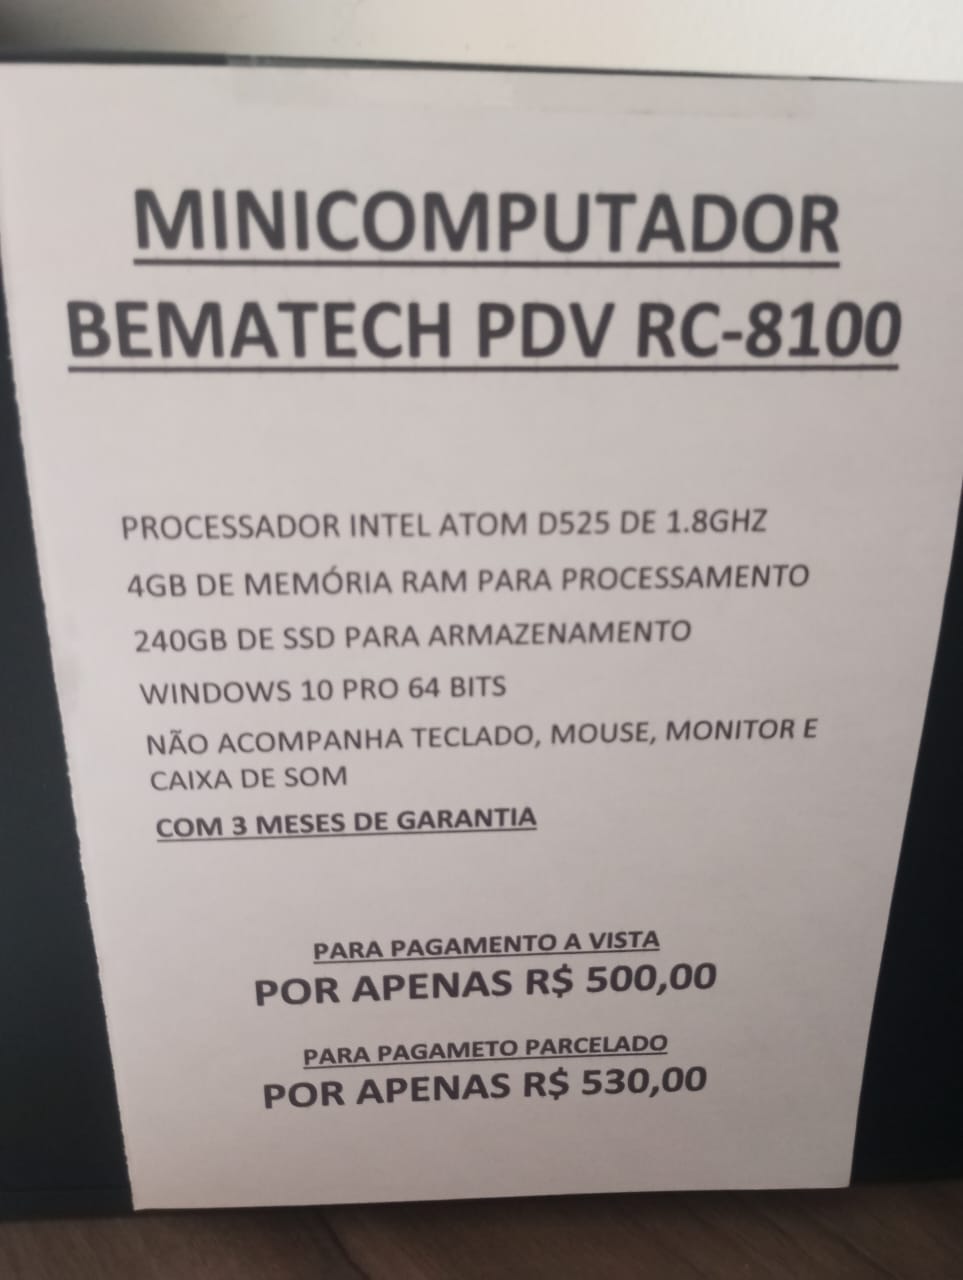 MINICOMPUTADOR
BEMATECH PDV RC-8100
PROCESSADOR INTEL ATOM D525 DE 1.8GHZ
4GB DE MEMÓRIA RAM PARA PROCESSAMENTO
240GB DE SSD PARA ARMAZENAMENTO
WINDOWS 10 PRO 64 BITS
NÃO ACOMPANHA TECLADO, MOUSE, MONITOR E
CAIXA DE SOM
COM 3 MESES DE GARANTIA
PARA PAGAMENTO A VISTA
POR APENAS R$ 500,00
PARA PAGAMETO PARCELADO
POR APENAS R$ 530,00